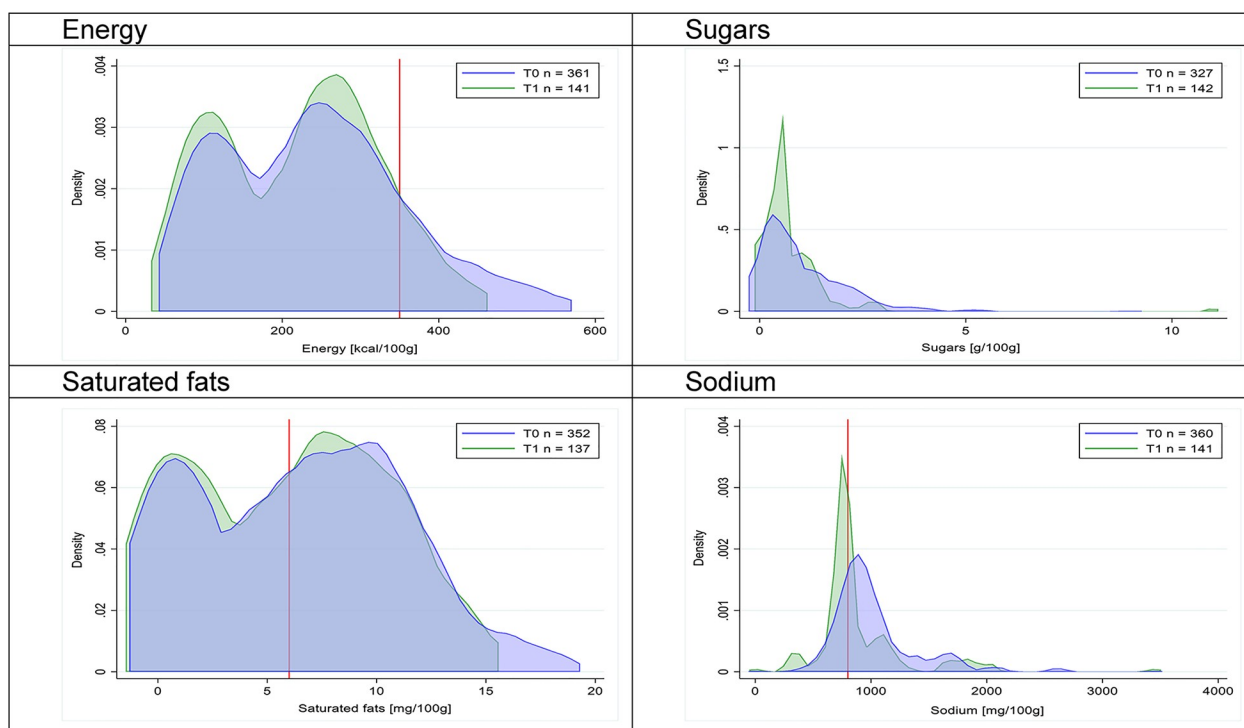 Energy
Sugars
T0 n = 361
T1 n = 141
.004
.003
.002
.001
0
Density
0 200 400 600
Energy [kcal/100g]
T0 n = 327
T1 n = 142
1.5
1
.5
0
Density
0 5 10
Sugars [g/100g]
Saturated fats
Sodium
T0 n = 352
T1 n = 137
.08
.06
.04
.02
0
Density
0 5 10 15 20
Saturated fats [mg/100g]
T0 n = 360
T1 n = 141
.004
.003
.002
.001
0
Density
0 1000 2000 3000 4000
Sodium [mg/100g]